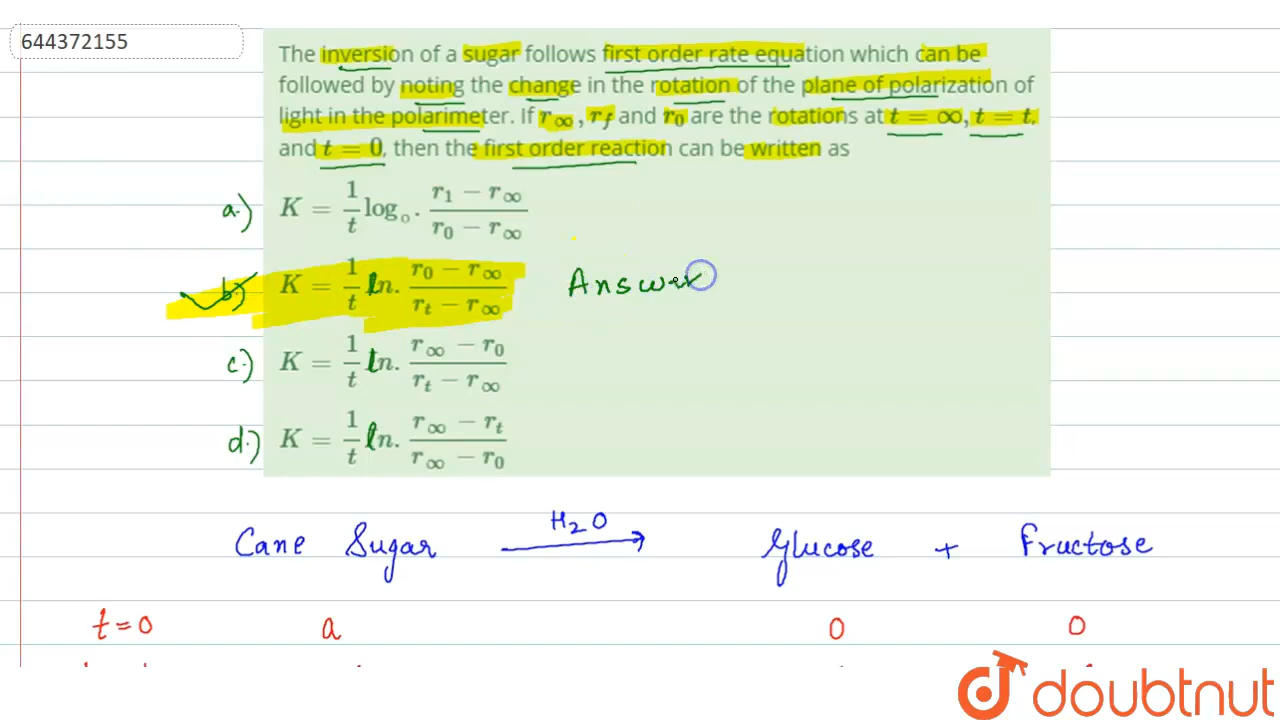 644372155
The inversion of a sugar follows first order rate equation which can be
followed by noting the change in the rotation of the plane of polarization of
light in the polarimeter. If r∞, rf and r0 are the rotations at t = ∞, t = t,
and t = 0, then the first order reaction can be written as
a.) K = 1/t log₀. r1 − r∞ / r0 − r∞
b.) K = 1/t ln. r0 − r∞ / rt − r∞ Answer
c.) K = 1/t ln. r∞ − r0 / rt − r∞
d.) K = 1/t ln. r∞ − rt / r∞ − r0
Cane Sugar H2O → Glucose + Fructose
t=0 a 0 0
doubtnut